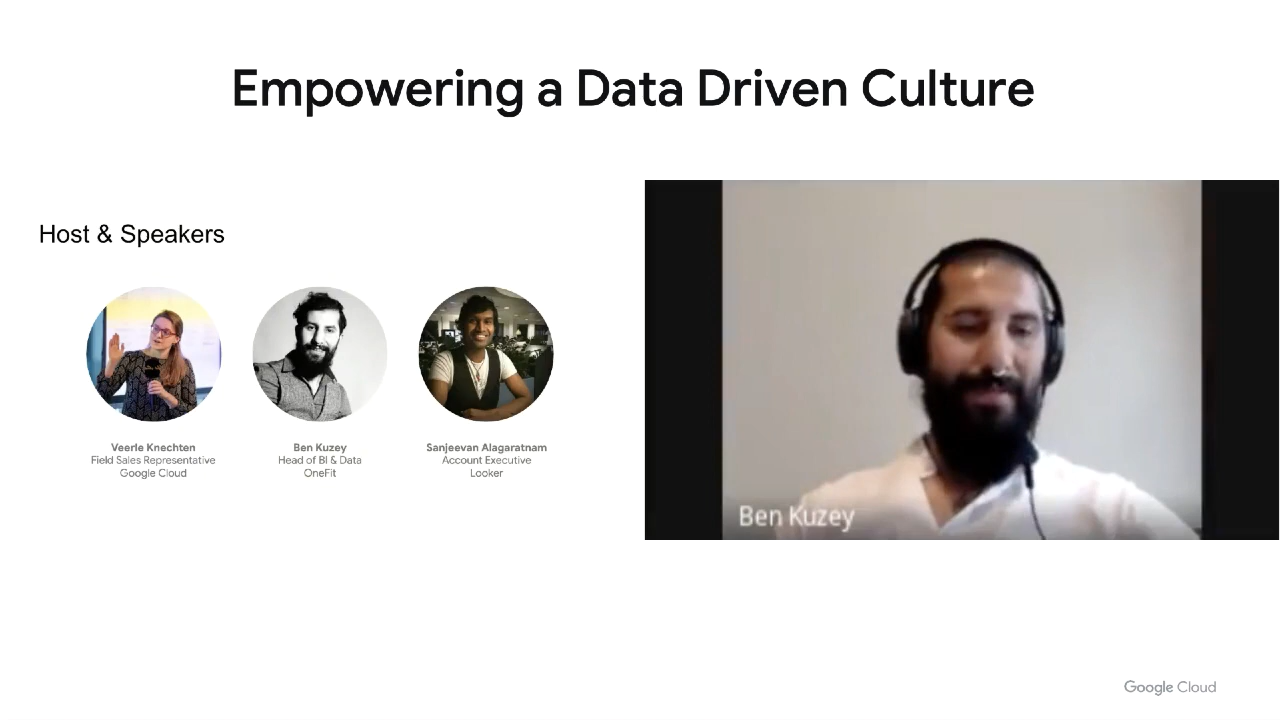 Empowering a Data Driven Culture
Host & Speakers
Veerle Knechten
Field Sales Representative
Google Cloud
Ben Kuzey
Head of BI & Data
OneFit
Sanjeevan Alagaratnam
Account Executive
Looker
Ben Kuzey
Google Cloud